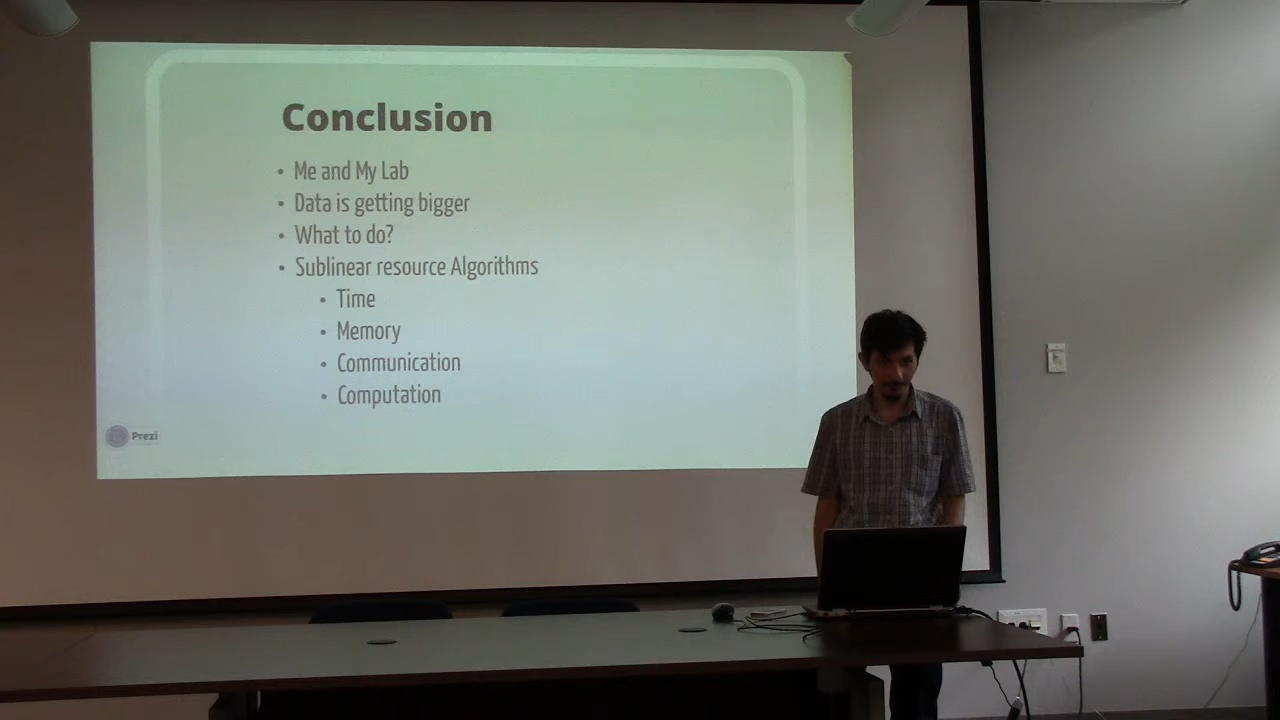 Conclusion
• Me and My Lab
• Data is getting bigger
• What to do?
• Sublinear resource Algorithms
• Time
• Memory
• Communication
• Computation
Prezi